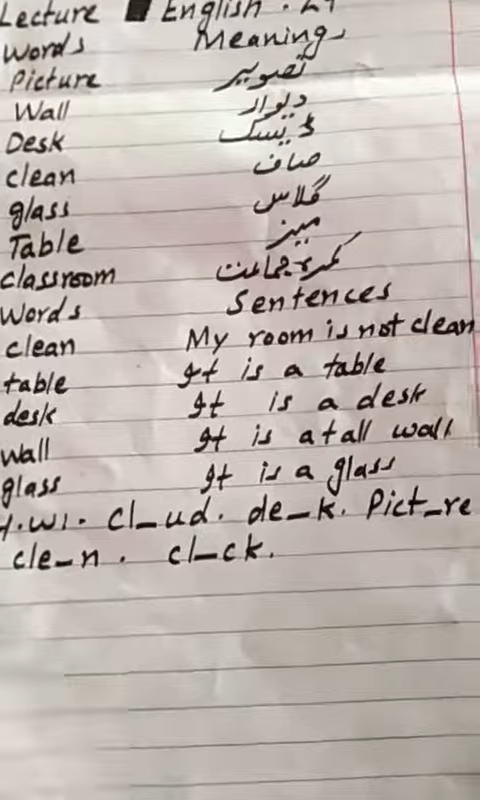 Lecture English .
Words Meanings
Picture تصویر
Wall دیوار
Desk ڈیسک
clean صاف
glass گلاس
Table میز
classroom کمرہ جماعت
Words Sentences
clean My room is not clean
table It is a table
desk It is a desk
Wall It is a tall wall
glass It is a glass
H.W1. cl_ud. de_k. Pict_re
cle_n. cl_ck.